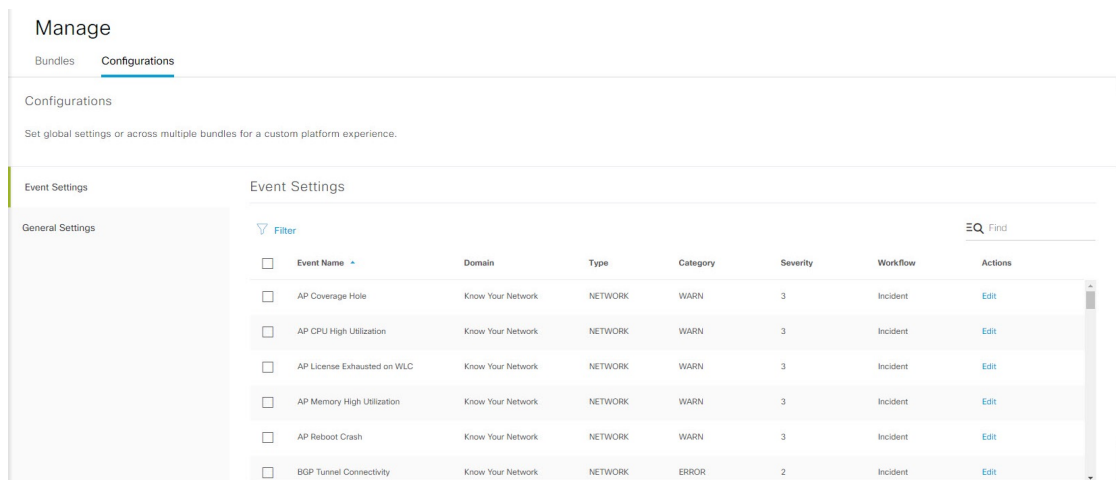 Manage
Bundles Configurations
Configurations
Set global settings or across multiple bundles for a custom platform experience.
Event Settings
General Settings
Event Settings
Filter
Find
Event Name Domain Type Category Severity Workflow Actions
AP Coverage Hole Know Your Network NETWORK WARN 3 Incident Edit
AP CPU High Utilization Know Your Network NETWORK WARN 3 Incident Edit
AP License Exhausted on WLC Know Your Network NETWORK WARN 3 Incident Edit
AP Memory High Utilization Know Your Network NETWORK WARN 3 Incident Edit
AP Reboot Crash Know Your Network NETWORK WARN 3 Incident Edit
BGP Tunnel Connectivity Know Your Network NETWORK ERROR 2 Incident Edit